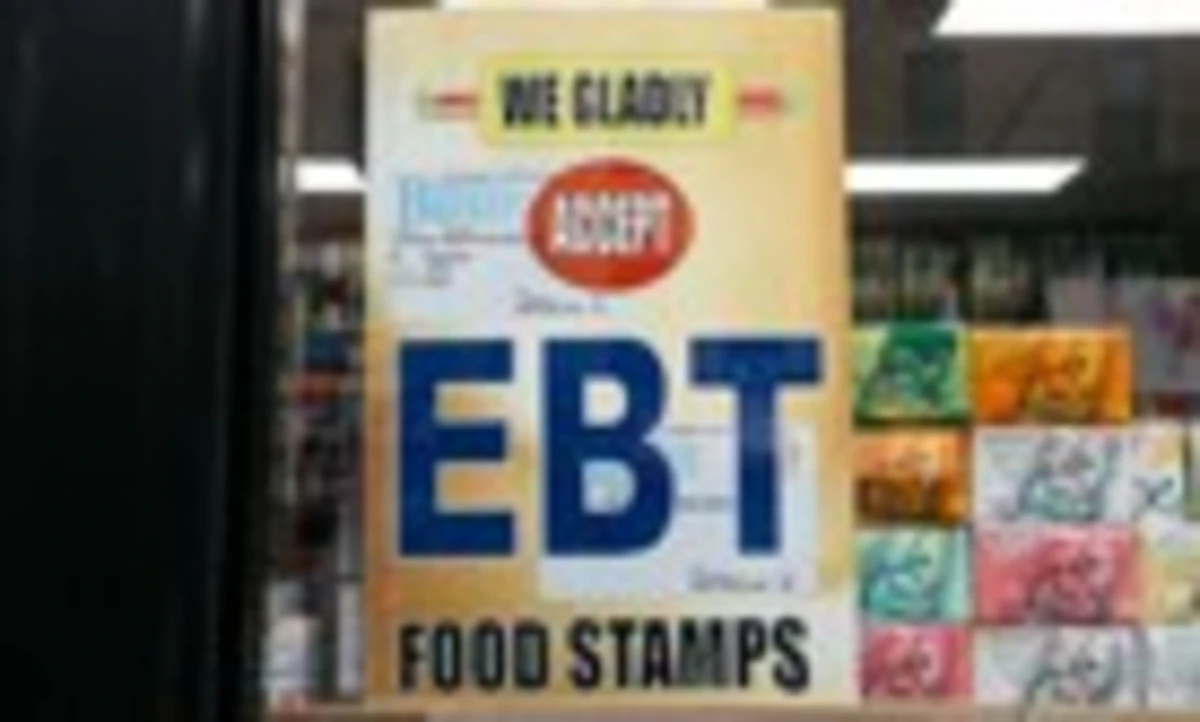 WE GLADLY
ACCEPT
EBT
FOOD STAMPS